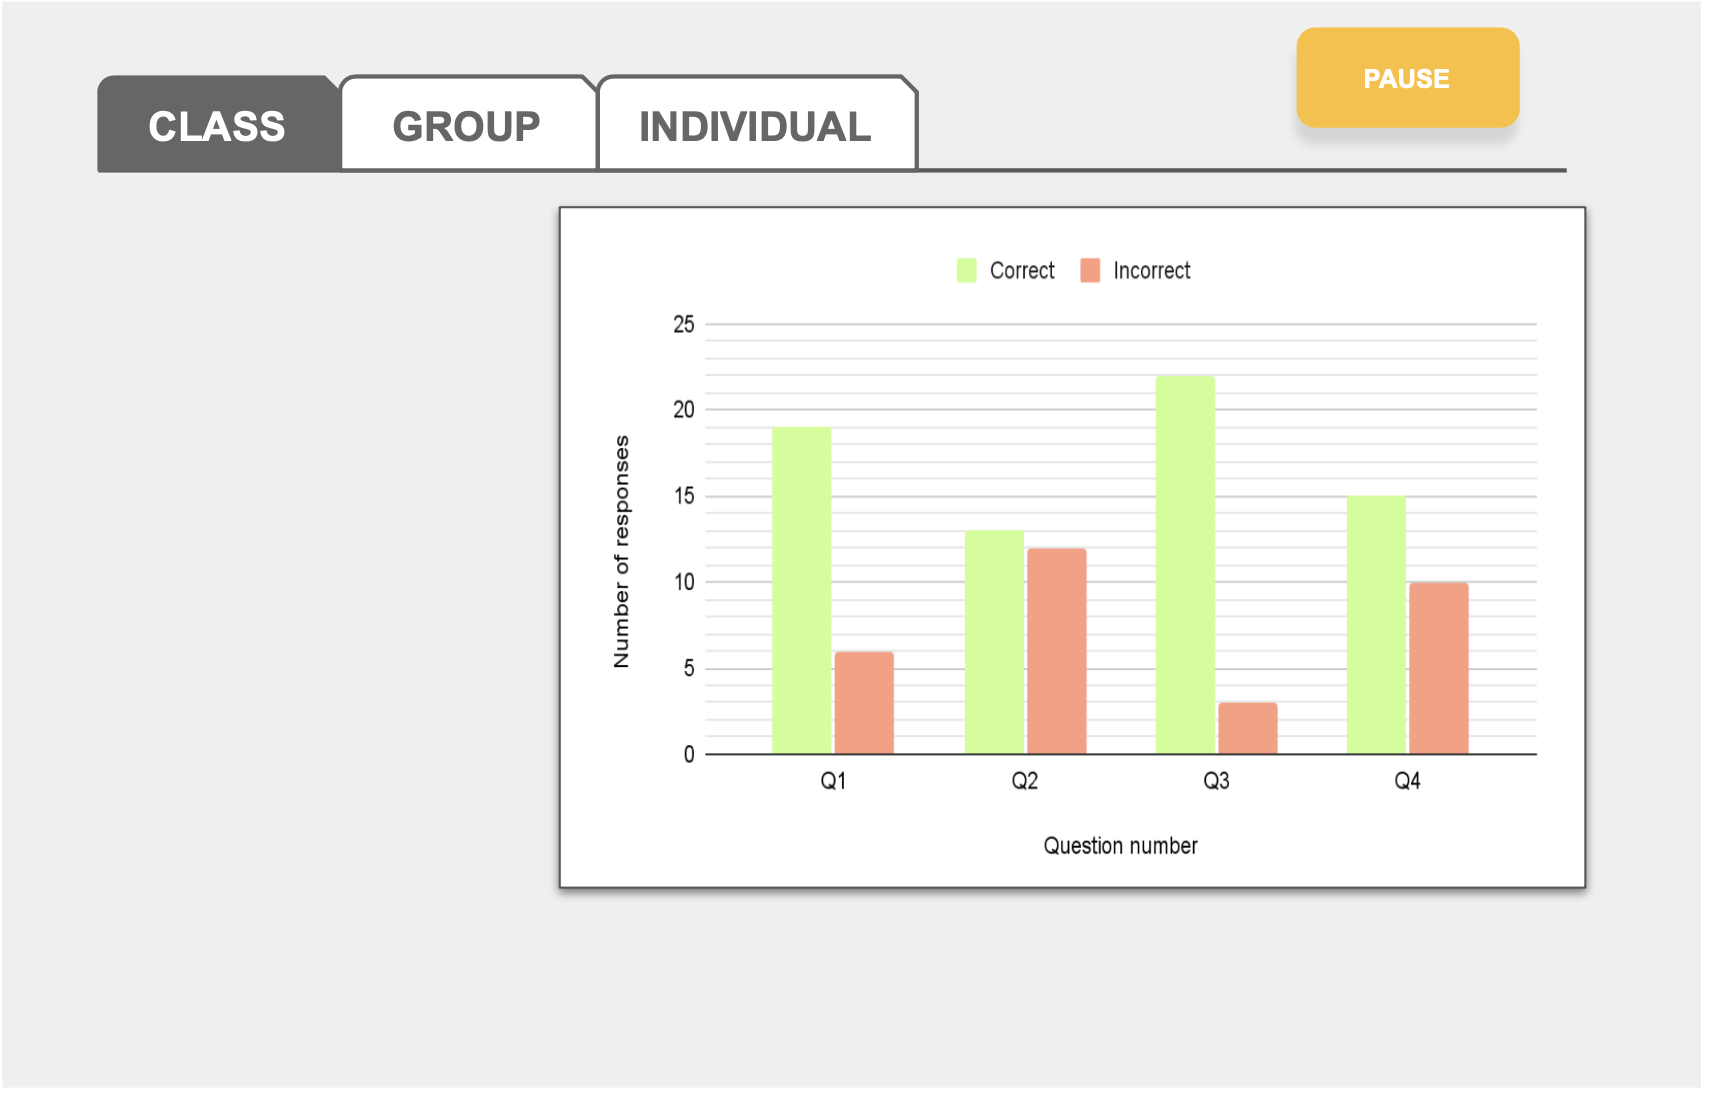 PAUSE
CLASS GROUP INDIVIDUAL
Correct Incorrect
25
20
15
10
5
0
Number of responses
Q1 Q2 Q3 Q4
Question number